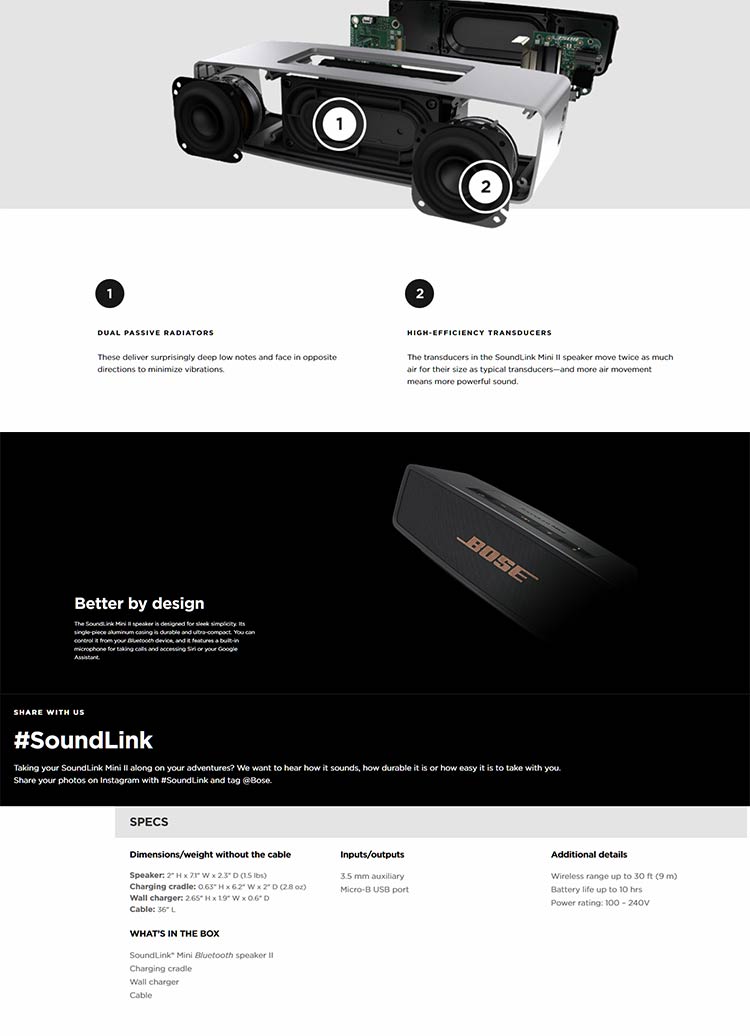 1
2
1
2
DUAL PASSIVE RADIATORS
HIGH-EFFICIENCY TRANSDUCERS
These deliver surprisingly deep low notes and face in opposite
directions to minimize vibrations.
The transducers in the SoundLink Mini II speaker move twice as much
air for their size as typical transducers—and more air movement
means more powerful sound.
BOSE
Better by design
The SoundLink Mini II speaker is designed for sleek simplicity. Its
single-piece aluminum casing is durable and ultra-compact. You can
control it from your Bluetooth device, and it features a built-in
microphone for taking calls and accessing Siri or your Google
Assistant.
SHARE WITH US
#SoundLink
Taking your SoundLink Mini II along on your adventures? We want to hear how it sounds, how durable it is or how easy it is to take with you.
Share your photos on Instagram with #SoundLink and tag @Bose.
SPECS
Dimensions/weight without the cable
Speaker: 2" H x 7.1" W x 2.3" D (1.5 lbs)
Charging cradle: 0.63" H x 6.2" W x 2" D (2.8 oz)
Wall charger: 2.65" H x 1.9" W x 0.6" D
Cable: 36" L
WHAT'S IN THE BOX
SoundLink® Mini Bluetooth speaker II
Charging cradle
Wall charger
Cable
Inputs/outputs
3.5 mm auxiliary
Micro-B USB port
Additional details
Wireless range up to 30 ft (9 m)
Battery life up to 10 hrs
Power rating: 100 – 240V